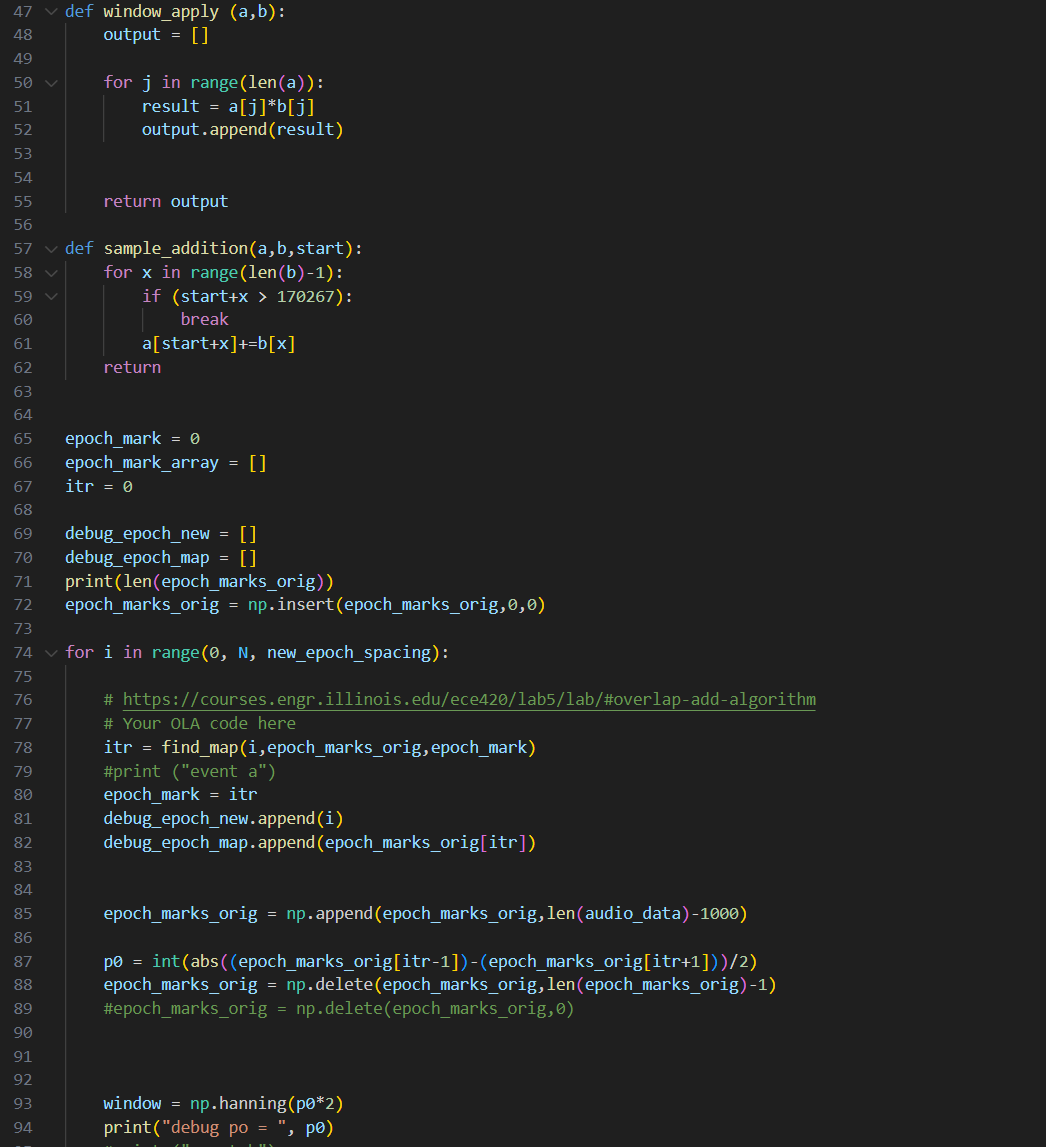 47 def window_apply (a,b):
48 output = []
49
50 for j in range(len(a)):
51 result = a[j]*b[j]
52 output.append(result)
53
54
55 return output
56
57 def sample_addition(a,b,start):
58 for x in range(len(b)-1):
59 if (start+x > 170267):
60 break
61 a[start+x]+=b[x]
62 return
63
64
65 epoch_mark = 0
66 epoch_mark_array = []
67 itr = 0
68
69 debug_epoch_new = []
70 debug_epoch_map = []
71 print(len(epoch_marks_orig))
72 epoch_marks_orig = np.insert(epoch_marks_orig,0,0)
73
74 for i in range(0, N, new_epoch_spacing):
75
76 # https://courses.engr.illinois.edu/ece420/lab5/lab/#overlap-add-algorithm
77 # Your OLA code here
78 itr = find_map(i,epoch_marks_orig,epoch_mark)
79 #print ("event a")
80 epoch_mark = itr
81 debug_epoch_new.append(i)
82 debug_epoch_map.append(epoch_marks_orig[itr])
83
84
85 epoch_marks_orig = np.append(epoch_marks_orig,len(audio_data)-1000)
86
87 p0 = int(abs((epoch_marks_orig[itr-1])-(epoch_marks_orig[itr+1]))/2)
88 epoch_marks_orig = np.delete(epoch_marks_orig,len(epoch_marks_orig)-1)
89 #epoch_marks_orig = np.delete(epoch_marks_orig,0)
90
91
92
93 window = np.hanning(p0*2)
94 print("debug po = ", p0)